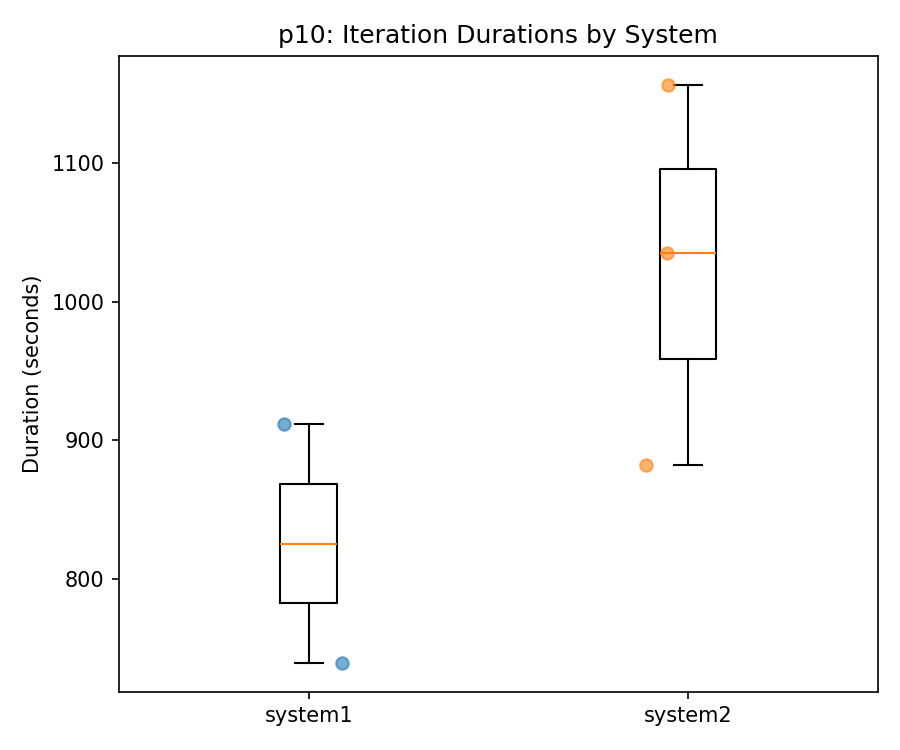 p10: Iteration Durations by System
Duration (seconds)
1100
1000
900
800
system1
system2